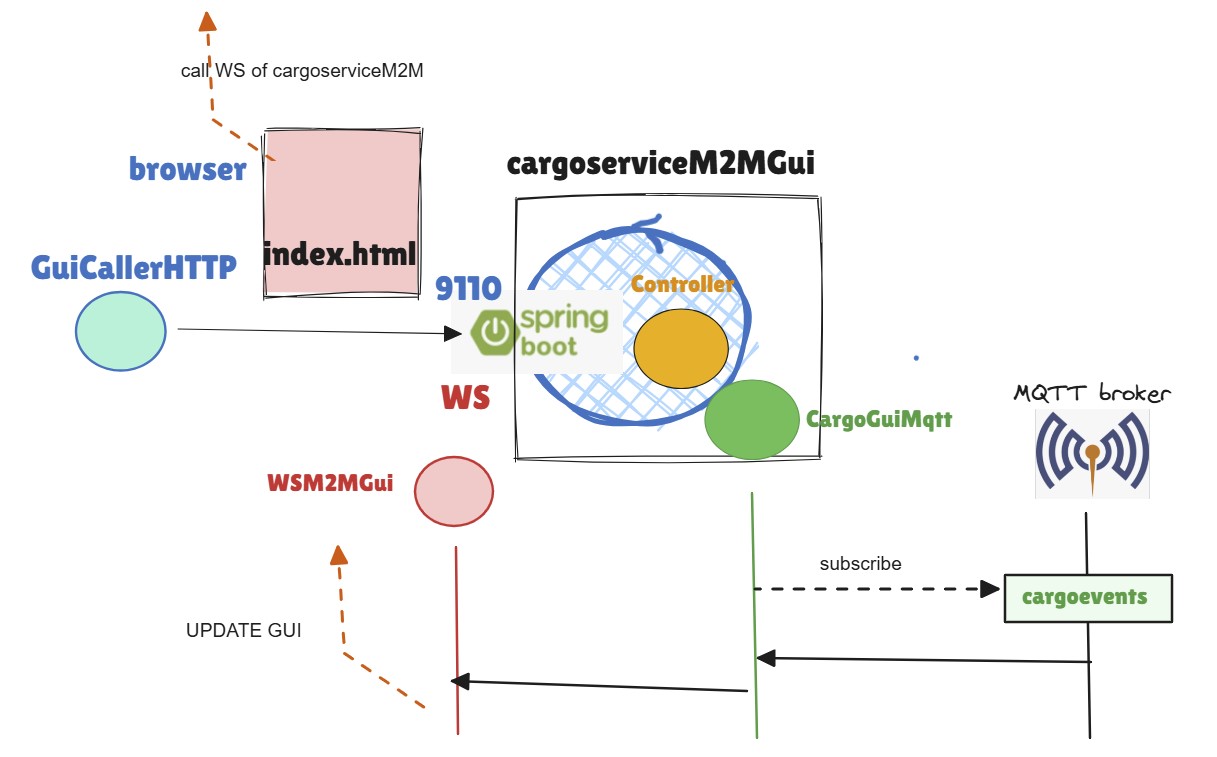 call WS of cargoserviceM2M
browser
cargoserviceM2MGui
index.html
GuiCallerHTTP
9110
Controller
spring
boot
WS
MQTT broker
CargoGuiMqtt
WSM2MGui
subscribe
cargoevents
UPDATE GUI